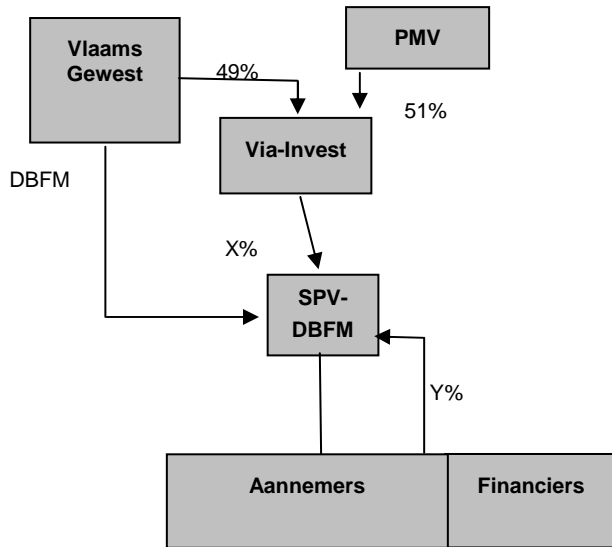 PMV
Vlaams
Gewest
49%
51%
Via-Invest
DBFM
X%
SPV-
DBFM
Y%
Aannemers
Financiers